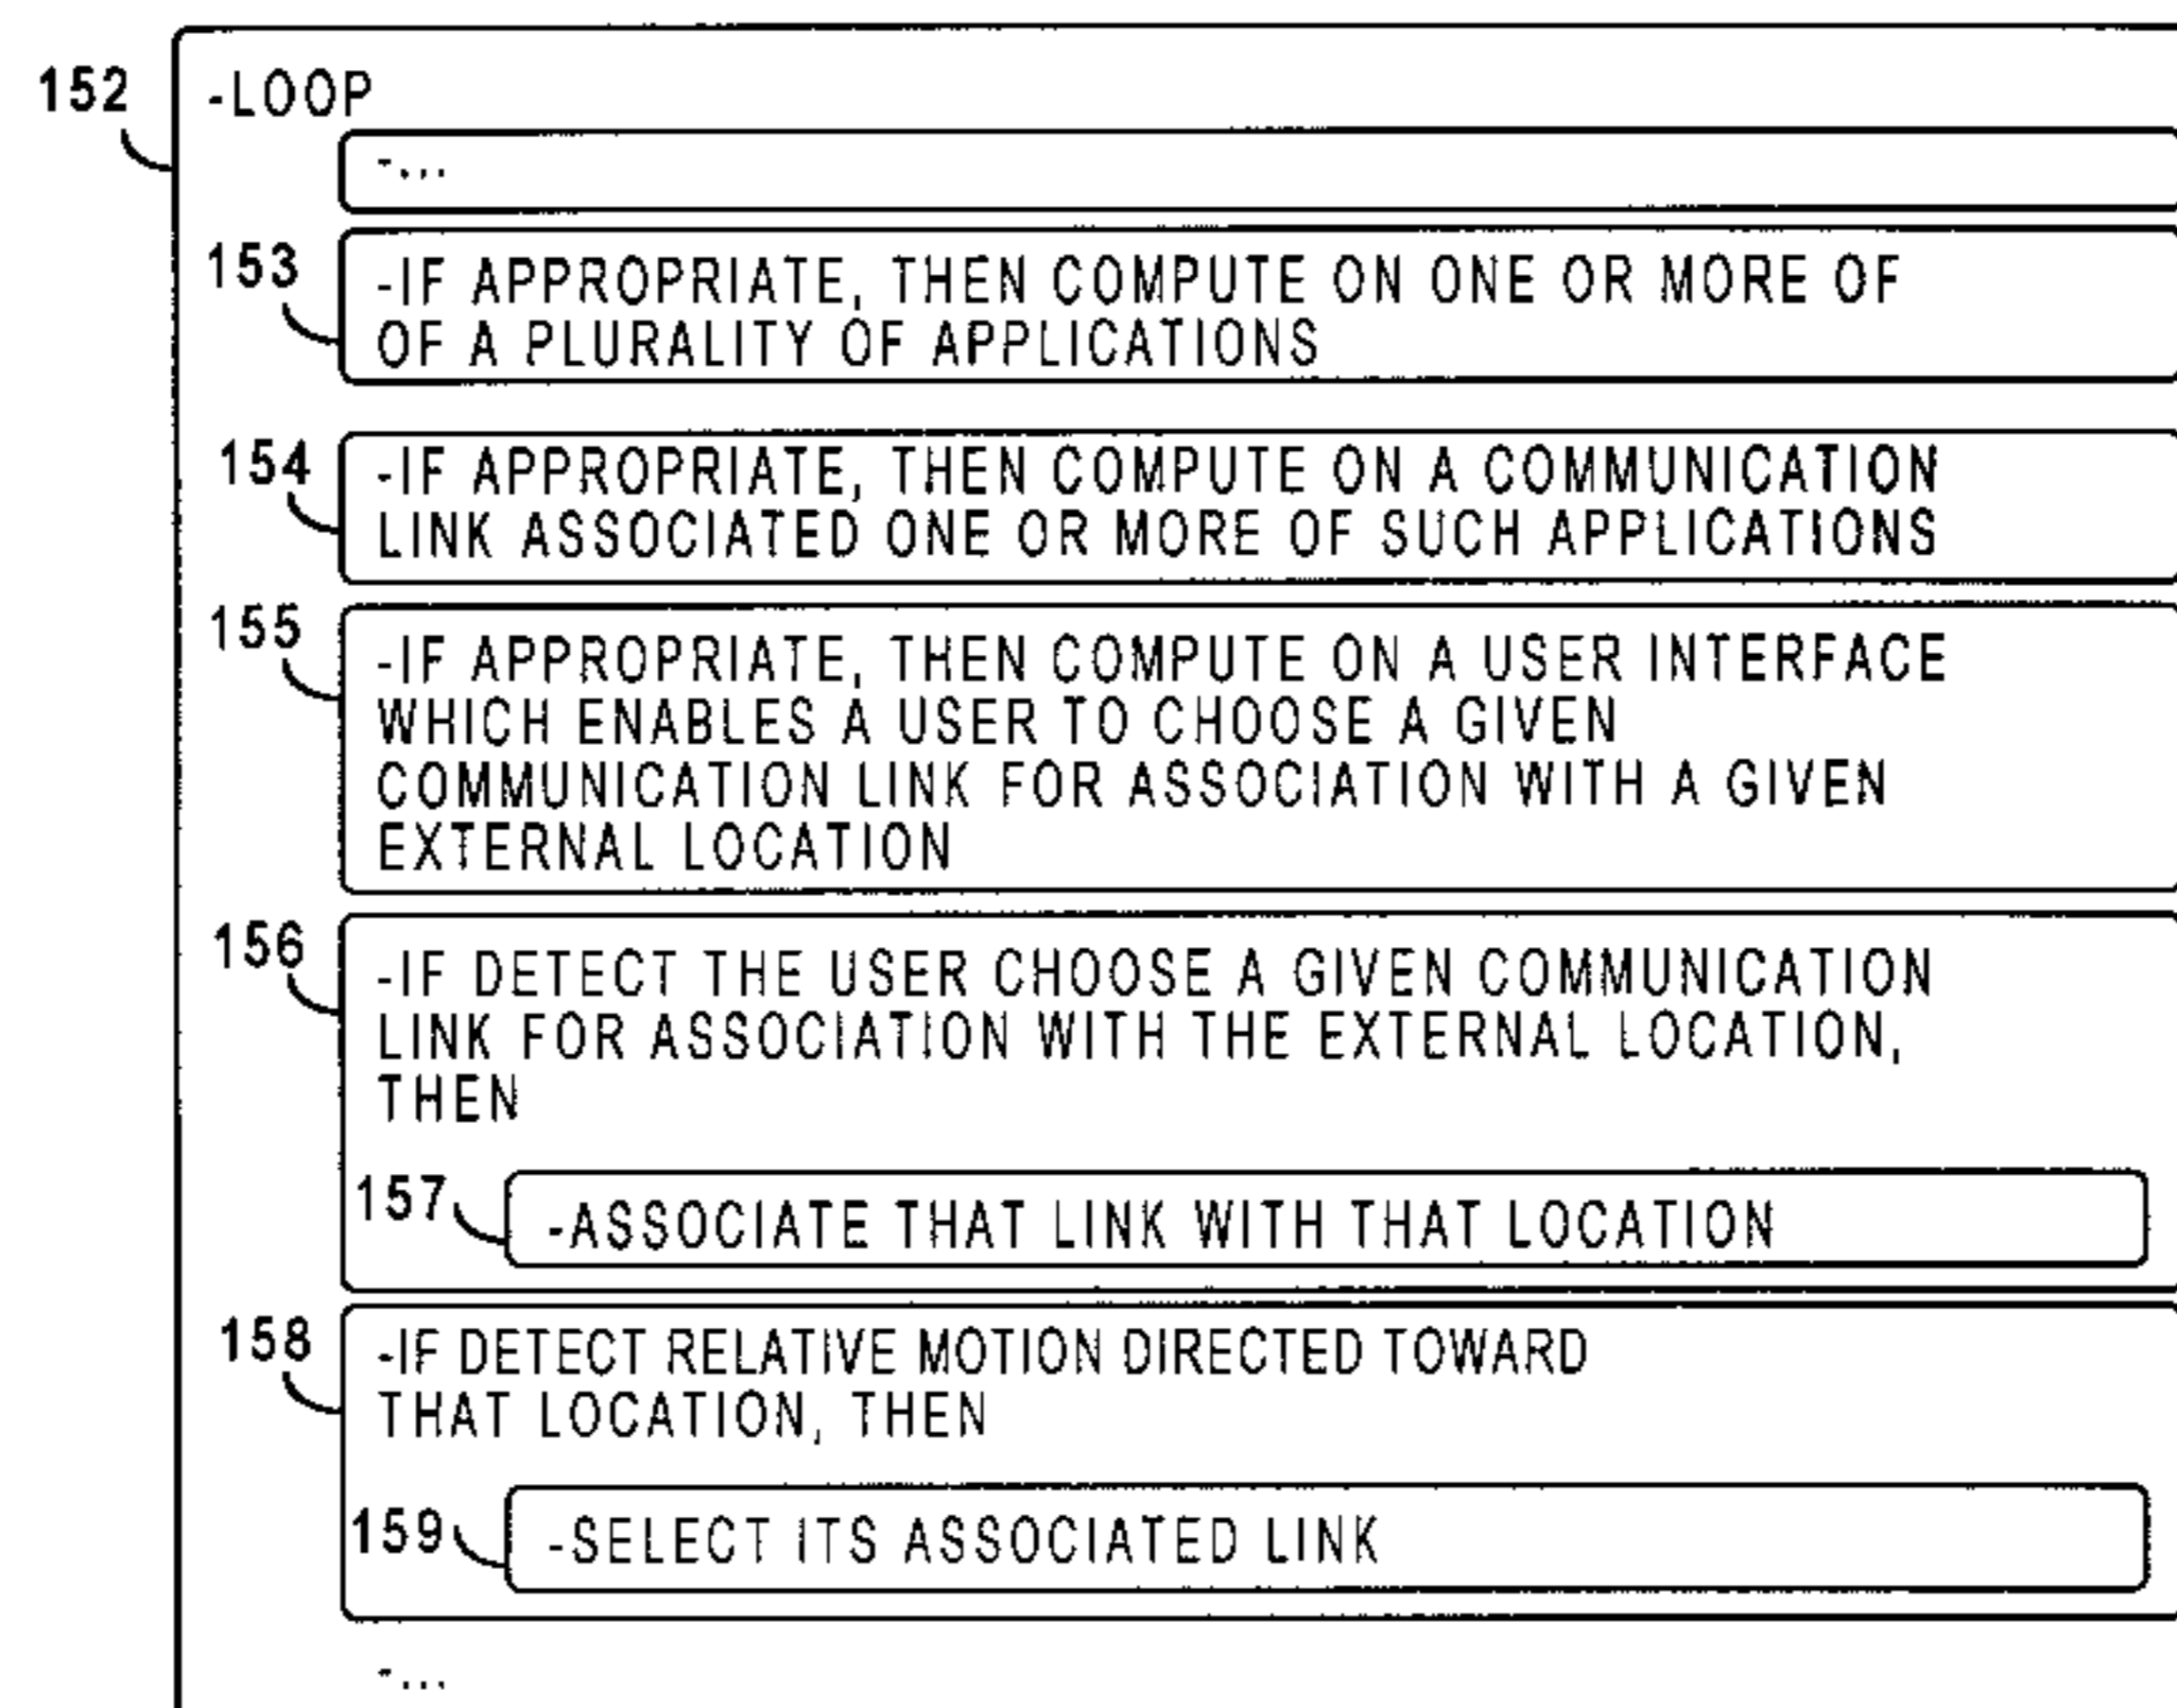 152
-LOOP
-...
153
-IF APPROPRIATE, THEN COMPUTE ON ONE OR MORE OF
OF A PLURALITY OF APPLICATIONS
154
-IF APPROPRIATE, THEN COMPUTE ON A COMMUNICATION
LINK ASSOCIATED ONE OR MORE OF SUCH APPLICATIONS
155
-IF APPROPRIATE, THEN COMPUTE ON A USER INTERFACE
WHICH ENABLES A USER TO CHOOSE A GIVEN
COMMUNICATION LINK FOR ASSOCIATION WITH A GIVEN
EXTERNAL LOCATION
156
-IF DETECT THE USER CHOOSE A GIVEN COMMUNICATION
LINK FOR ASSOCIATION WITH THE EXTERNAL LOCATION,
THEN
157
-ASSOCIATE THAT LINK WITH THAT LOCATION
158
-IF DETECT RELATIVE MOTION DIRECTED TOWARD
THAT LOCATION, THEN
159
-SELECT ITS ASSOCIATED LINK
-...